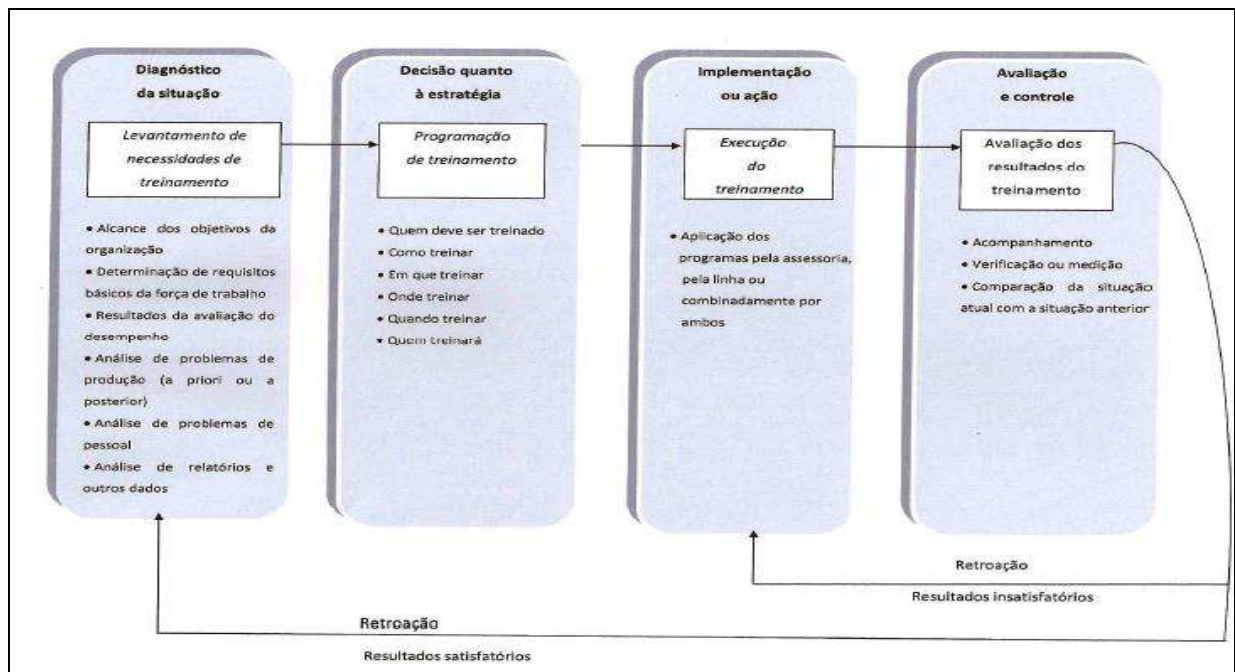 Diagnóstico
da situação
Levantamento de
necessidades de
treinamento
• Alcance dos objetivos da
organização
• Determinação de requisitos
básicos da força de trabalho
• Resultados da avaliação do
desempenho
• Análise de problemas de
produção (a priori ou a
posterior)
• Análise de problemas de
pessoal
• Análise de relatórios e
outros dados
Decisão quanto
à estratégia
Programação
de treinamento
• Quem deve ser treinado
• Como treinar
• Em que treinar
• Onde treinar
• Quando treinar
• Quem treinará
Implementação
ou ação
Execução
do
treinamento
• Aplicação dos
programas pela assessoria,
pela linha ou
combinadamente por
ambos
Avaliação
e controle
Avaliação dos
resultados do
treinamento
• Acompanhamento
• Verificação ou medição
• Comparação da situação
atual com a situação anterior
Retroação
Resultados insatisfatórios
Retroação
Resultados satisfatórios